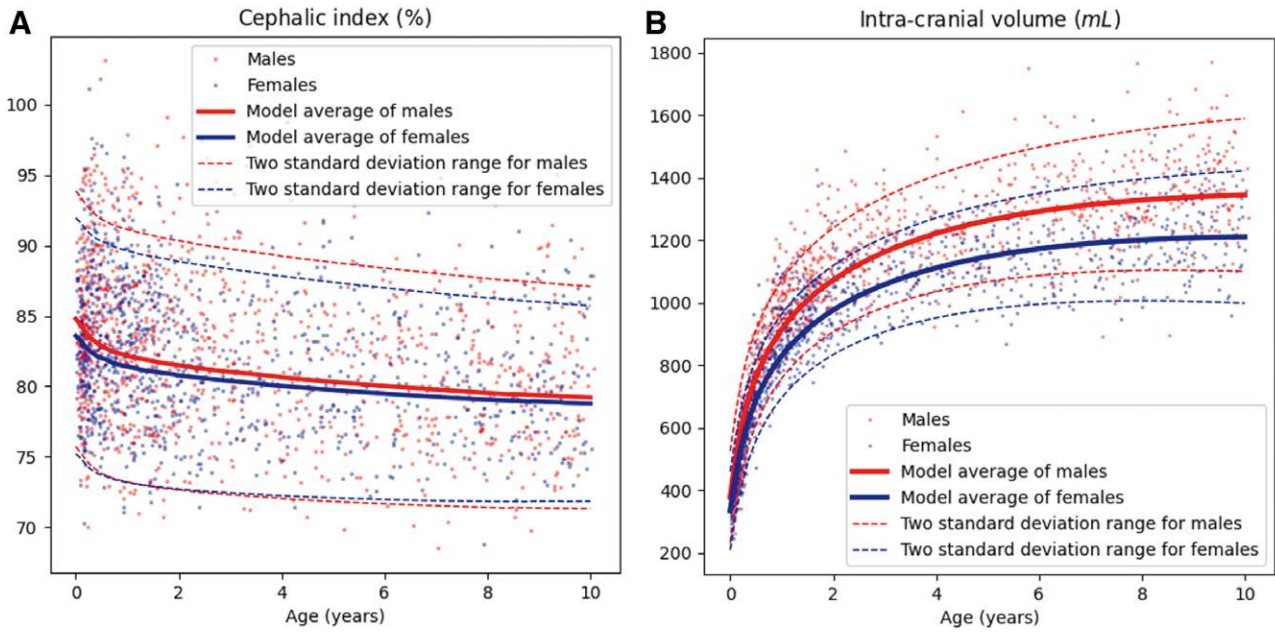 A
Cephalic index (%)
Males
Females
Model average of males
Model average of females
Two standard deviation range for males
Two standard deviation range for females
100
95
90
85
80
75
70
0 2 4 6 8 10
Age (years)
B
Intra-cranial volume (mL)
1800
1600
1400
1200
1000
800
600
400
200
Males
Females
Model average of males
Model average of females
Two standard deviation range for males
Two standard deviation range for females
0 2 4 6 8 10
Age (years)